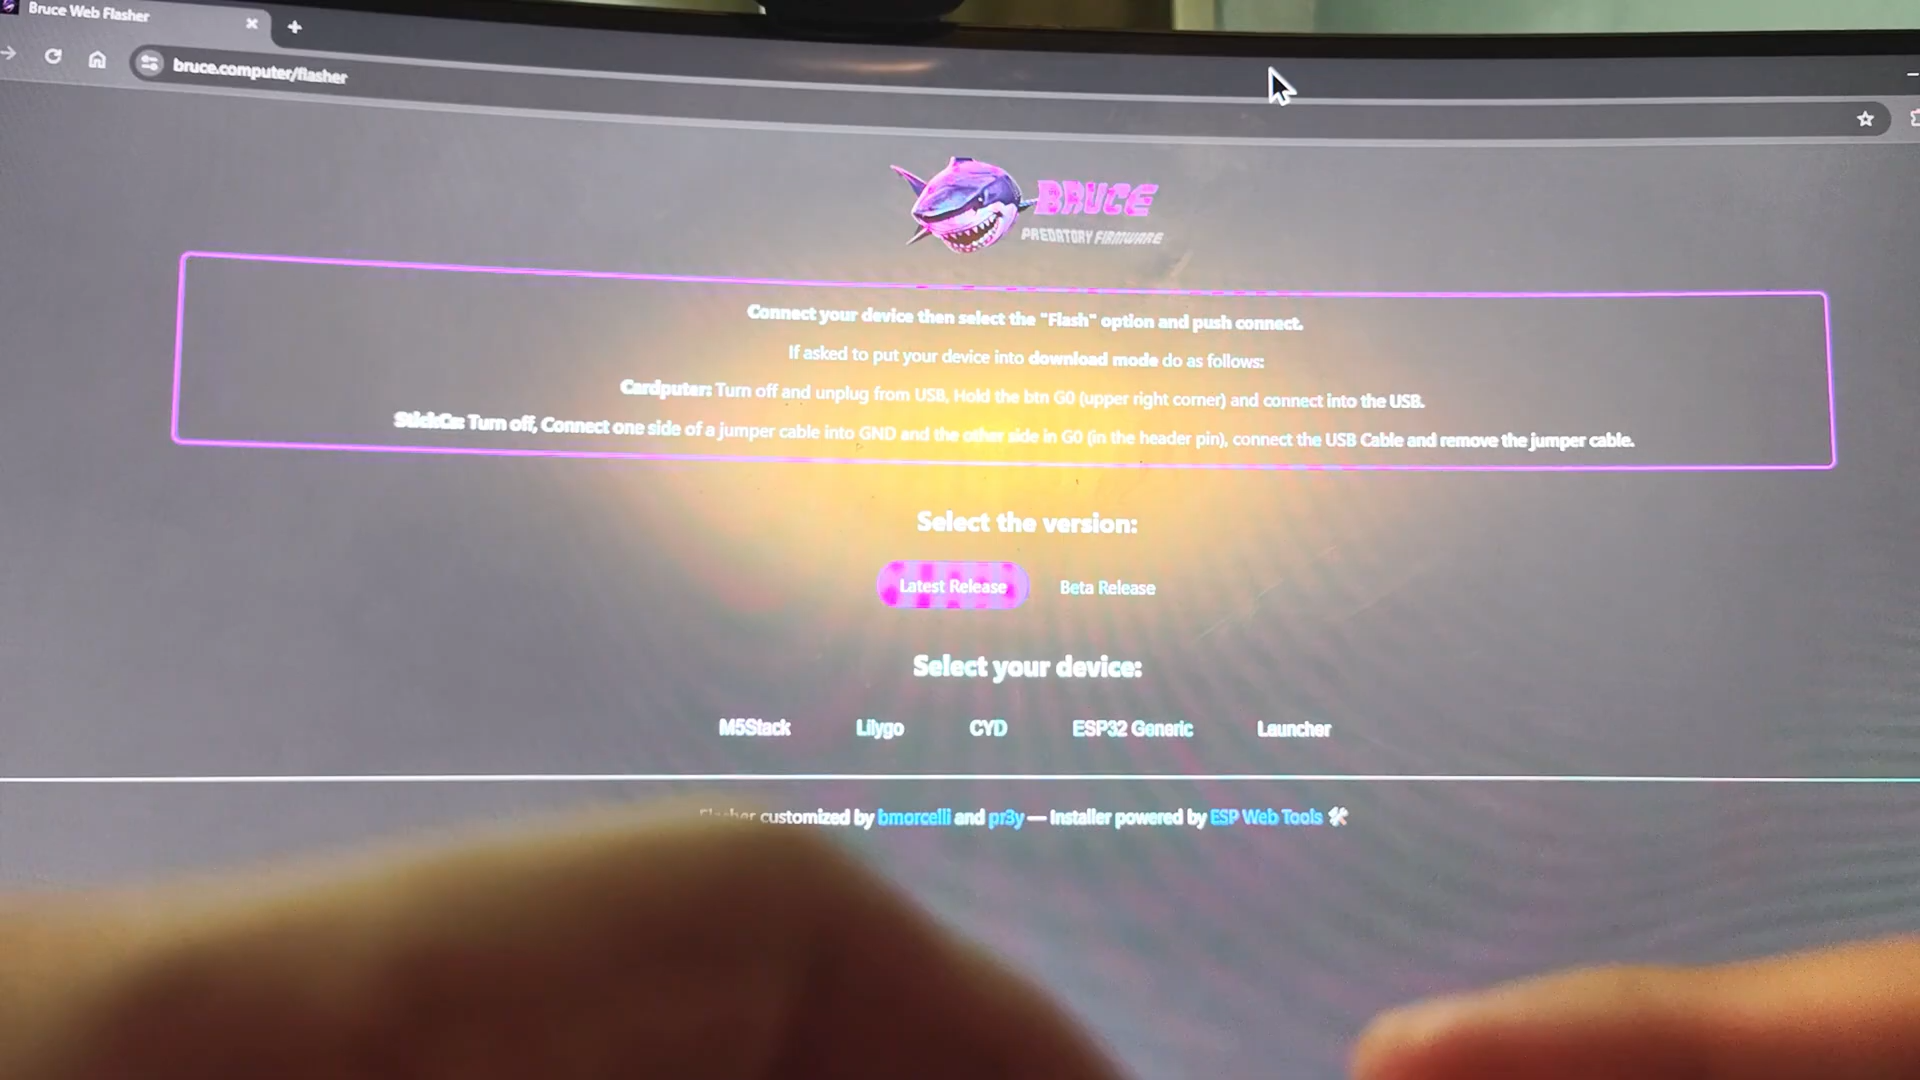 Bruce Web Flasher
bruce.computer/flasher
BRUCE
PREDATORY FIRMWARE
Connect your device then select the "Flash" option and push connect.
If asked to put your device into download mode do as follows:
Cardputer: Turn off and unplug from USB, Hold the btn G0 (upper right corner) and connect into the USB.
StickCs: Turn off, Connect one side of a jumper cable into GND and the other side in G0 (in the header pin), connect the USB Cable and remove the jumper cable.
Select the version:
Latest Release Beta Release
Select your device:
M5Stack Lilygo CYD ESP32 Generic Launcher
Flasher customized by bmorcelli and pr3y — Installer powered by ESP Web Tools 🛠